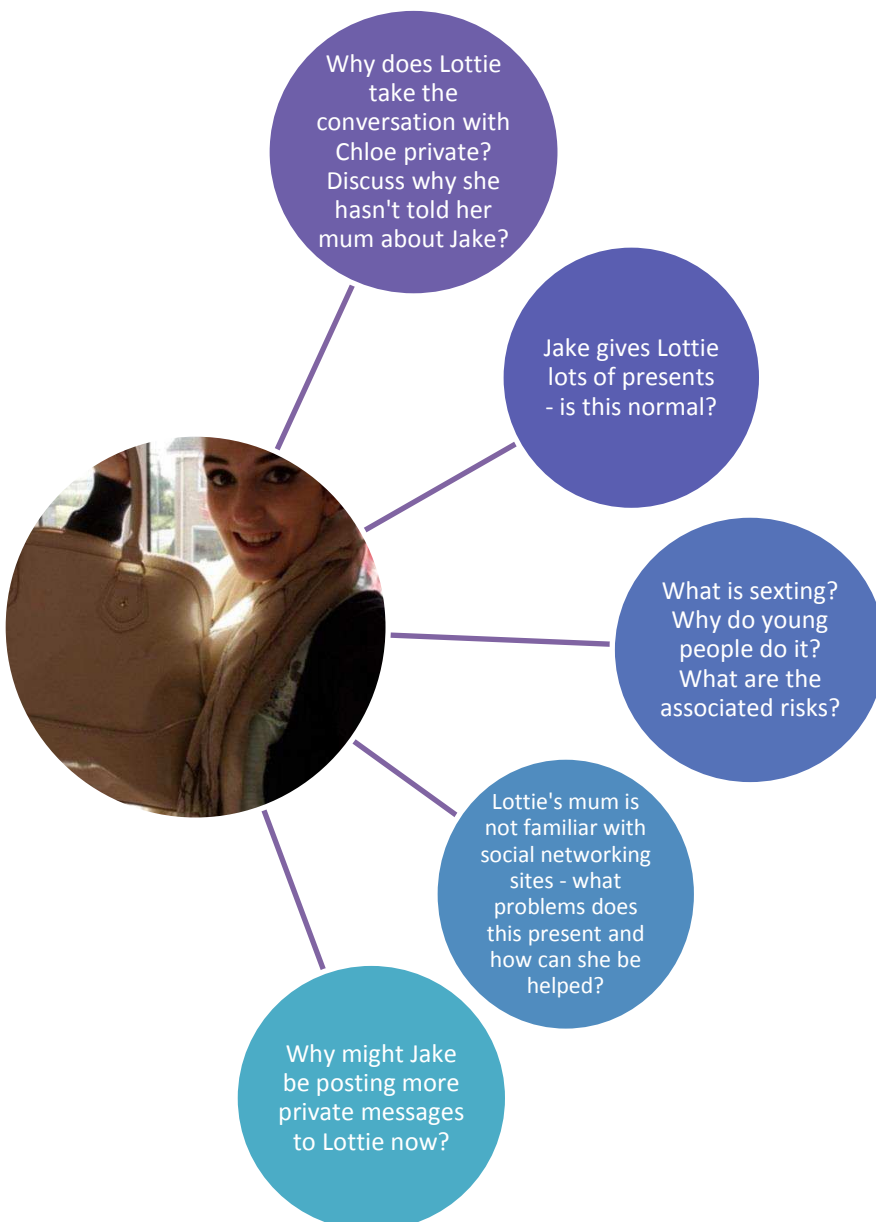 Why does Lottie
take the
conversation with
Chloe private?
Discuss why she
hasn't told her
mum about Jake?
Jake gives Lottie
lots of presents
- is this normal?
What is sexting?
Why do young
people do it?
What are the
associated risks?
Lottie's mum is
not familiar with
social networking
sites - what
problems does
this present and
how can she be
helped?
Why might Jake
be posting more
private messages
to Lottie now?